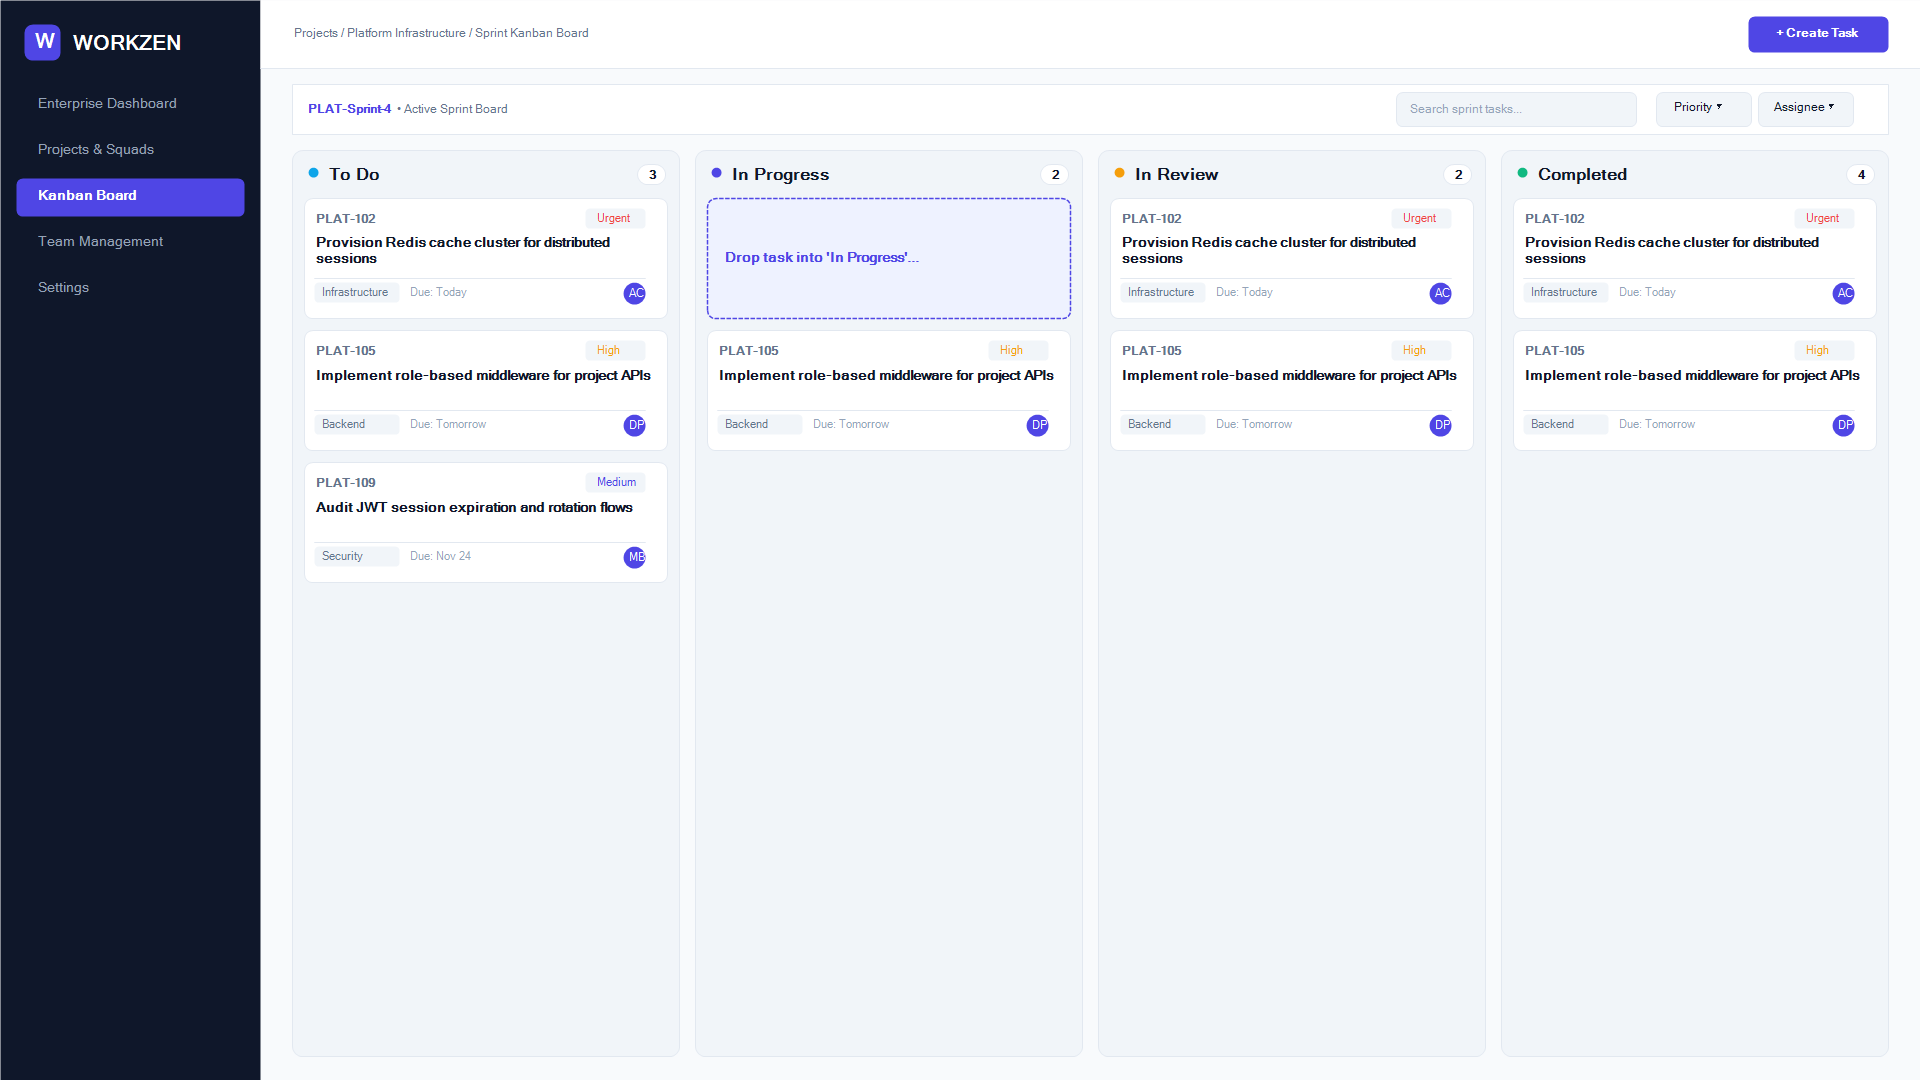 W WORKZEN
Enterprise Dashboard
Projects & Squads
Kanban Board
Team Management
Settings
Projects / Platform Infrastructure / Sprint Kanban Board
+ Create Task
PLAT-Sprint-4 • Active Sprint Board
Search sprint tasks...
Priority ▾
Assignee ▾
To Do 3
PLAT-102 Urgent
Provision Redis cache cluster for distributed
sessions
Infrastructure Due: Today AC
PLAT-105 High
Implement role-based middleware for project APIs
Backend Due: Tomorrow DP
PLAT-109 Medium
Audit JWT session expiration and rotation flows
Security Due: Nov 24 MB
In Progress 2
Drop task into 'In Progress'...
PLAT-105 High
Implement role-based middleware for project APIs
Backend Due: Tomorrow DP
In Review 2
PLAT-102 Urgent
Provision Redis cache cluster for distributed
sessions
Infrastructure Due: Today AC
PLAT-105 High
Implement role-based middleware for project APIs
Backend Due: Tomorrow DP
Completed 4
PLAT-102 Urgent
Provision Redis cache cluster for distributed
sessions
Infrastructure Due: Today AC
PLAT-105 High
Implement role-based middleware for project APIs
Backend Due: Tomorrow DP